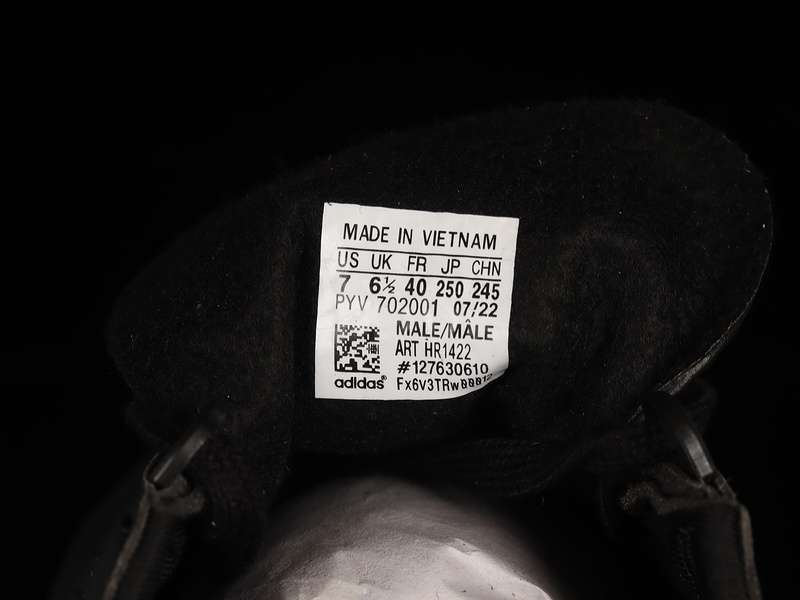 MADE IN VIETNAM
US UK FR JP CHN
7 6½ 40 250 245
PYV 702001 07/22
MALE/MÂLE
ART HR1422
#127630610
adidas® Fx6v3TRw00012